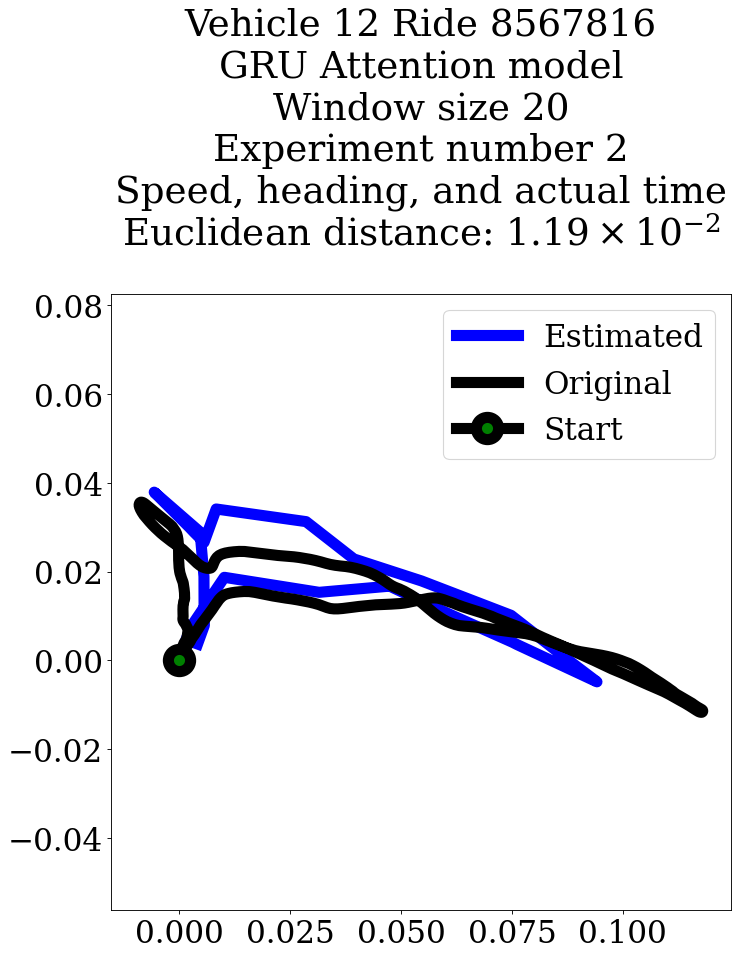 Vehicle 12 Ride 8567816
GRU Attention model
Window size 20
Experiment number 2
Speed, heading, and actual time
Euclidean distance: 1.19 × 10⁻²
Estimated
Original
Start
0.08
0.06
0.04
0.02
0.00
−0.02
−0.04
0.000 0.025 0.050 0.075 0.100